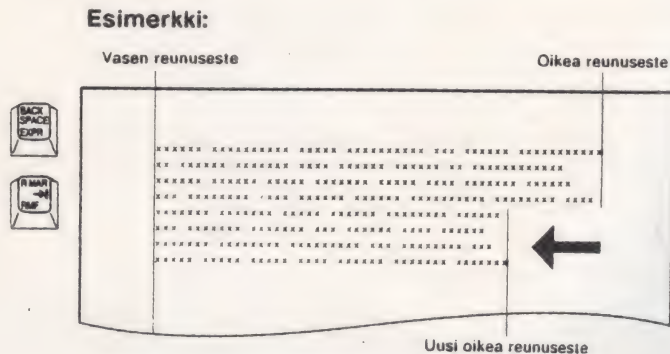 Esimerkki:
Vasen reunuseste
Oikea reunuseste
BACK
SPACE
EXPR
R MAR
RMF
Uusi oikea reunuseste